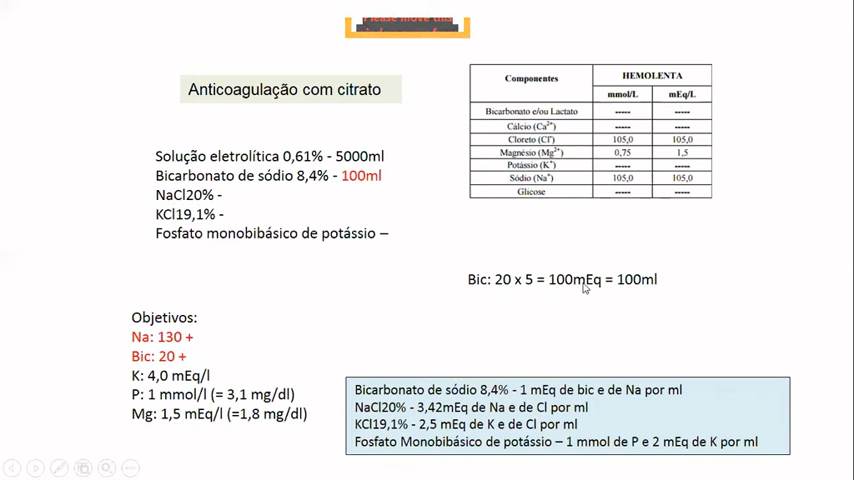 Please move this
Anticoagulação com citrato
Componentes HEMOLENTA
mmol/L mEq/L
Bicarbonato e/ou Lactato ----- -----
Cálcio (Ca2+) ----- -----
Cloreto (Cl-) 105,0 105,0
Magnésio (Mg2+) 0,75 1,5
Potássio (K+) ----- -----
Sódio (Na+) 105,0 105,0
Glicose ----- -----
Solução eletrolítica 0,61% - 5000ml
Bicarbonato de sódio 8,4% - 100ml
NaCl20% -
KCl19,1% -
Fosfato monobibásico de potássio –
Bic: 20 x 5 = 100mEq = 100ml
Objetivos:
Na: 130 +
Bic: 20 +
K: 4,0 mEq/l
P: 1 mmol/l (= 3,1 mg/dl)
Mg: 1,5 mEq/l (=1,8 mg/dl)
Bicarbonato de sódio 8,4% - 1 mEq de bic e de Na por ml
NaCl20% - 3,42mEq de Na e de Cl por ml
KCl19,1% - 2,5 mEq de K e de Cl por ml
Fosfato Monobibásico de potássio – 1 mmol de P e 2 mEq de K por ml